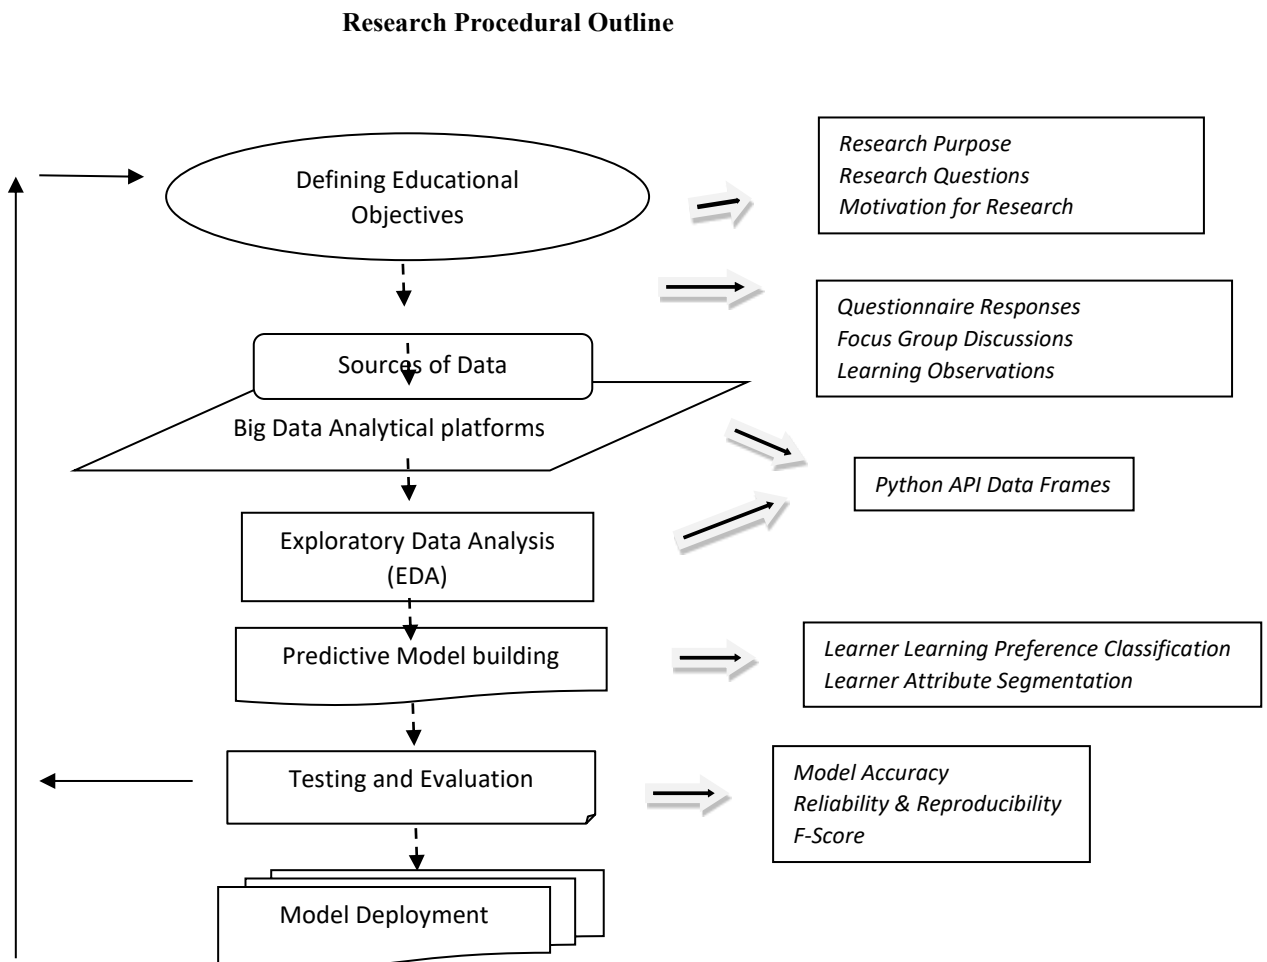 Research Procedural Outline
Defining Educational
Objectives
Research Purpose
Research Questions
Motivation for Research
Sources of Data
Questionnaire Responses
Focus Group Discussions
Learning Observations
Big Data Analytical platforms
Python API Data Frames
Exploratory Data Analysis
(EDA)
Predictive Model building
Learner Learning Preference Classification
Learner Attribute Segmentation
Testing and Evaluation
Model Accuracy
Reliability & Reproducibility
F-Score
Model Deployment